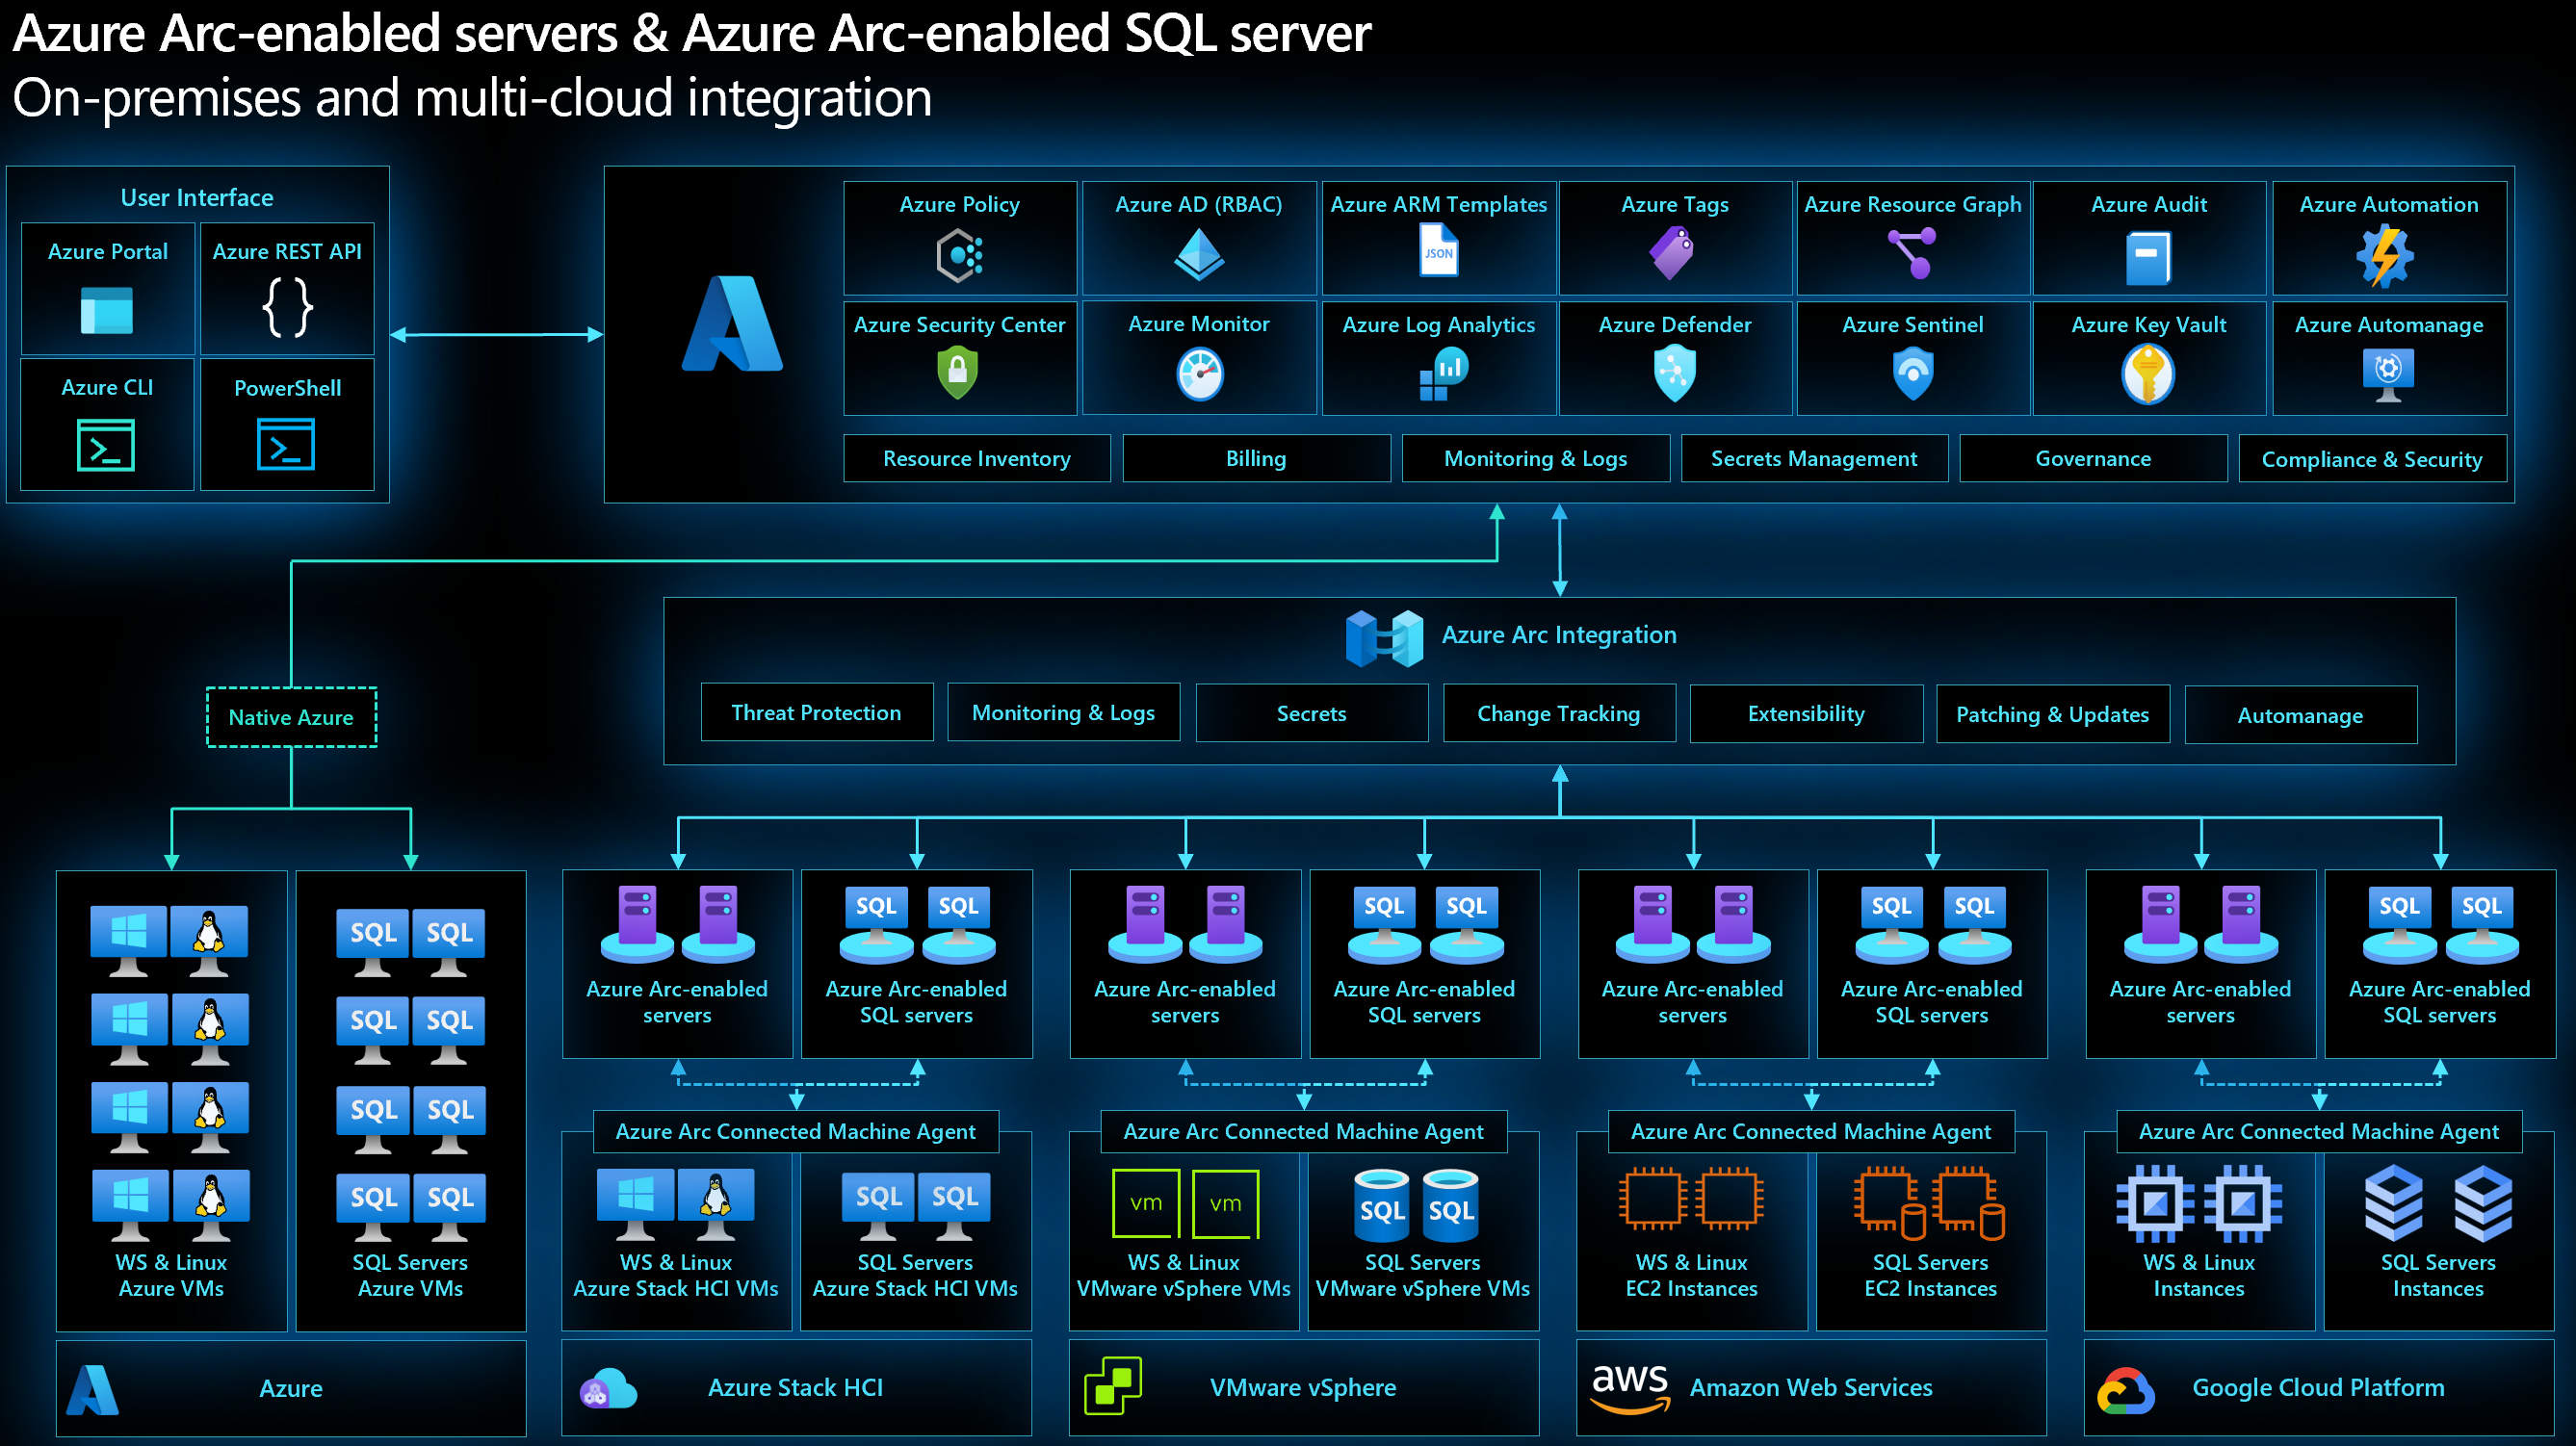 Azure Arc-enabled servers & Azure Arc-enabled SQL server
On-premises and multi-cloud integration
User Interface
Azure Portal
Azure REST API
Azure CLI
PowerShell
Azure Policy
Azure AD (RBAC)
Azure ARM Templates
JSON
Azure Tags
Azure Resource Graph
Azure Audit
Azure Automation
Azure Security Center
Azure Monitor
Azure Log Analytics
Azure Defender
Azure Sentinel
Azure Key Vault
Azure Automanage
Resource Inventory
Billing
Monitoring & Logs
Secrets Management
Governance
Compliance & Security
Azure Arc Integration
Threat Protection
Monitoring & Logs
Secrets
Change Tracking
Extensibility
Patching & Updates
Automanage
Native Azure
SQL SQL
SQL SQL
SQL SQL
SQL SQL
WS & Linux
Azure VMs
SQL Servers
Azure VMs
Azure
Azure Arc-enabled
servers
SQL SQL
Azure Arc-enabled
SQL servers
Azure Arc Connected Machine Agent
WS & Linux
Azure Stack HCI VMs
SQL SQL
SQL Servers
Azure Stack HCI VMs
Azure Stack HCI
Azure Arc-enabled
servers
SQL SQL
Azure Arc-enabled
SQL servers
Azure Arc Connected Machine Agent
vm vm
WS & Linux
VMware vSphere VMs
SQL SQL
SQL Servers
VMware vSphere VMs
VMware vSphere
Azure Arc-enabled
servers
SQL SQL
Azure Arc-enabled
SQL servers
Azure Arc Connected Machine Agent
WS & Linux
EC2 Instances
SQL Servers
EC2 Instances
aws
Amazon Web Services
Azure Arc-enabled
servers
SQL SQL
Azure Arc-enabled
SQL servers
Azure Arc Connected Machine Agent
WS & Linux
Instances
SQL Servers
Instances
Google Cloud Platform